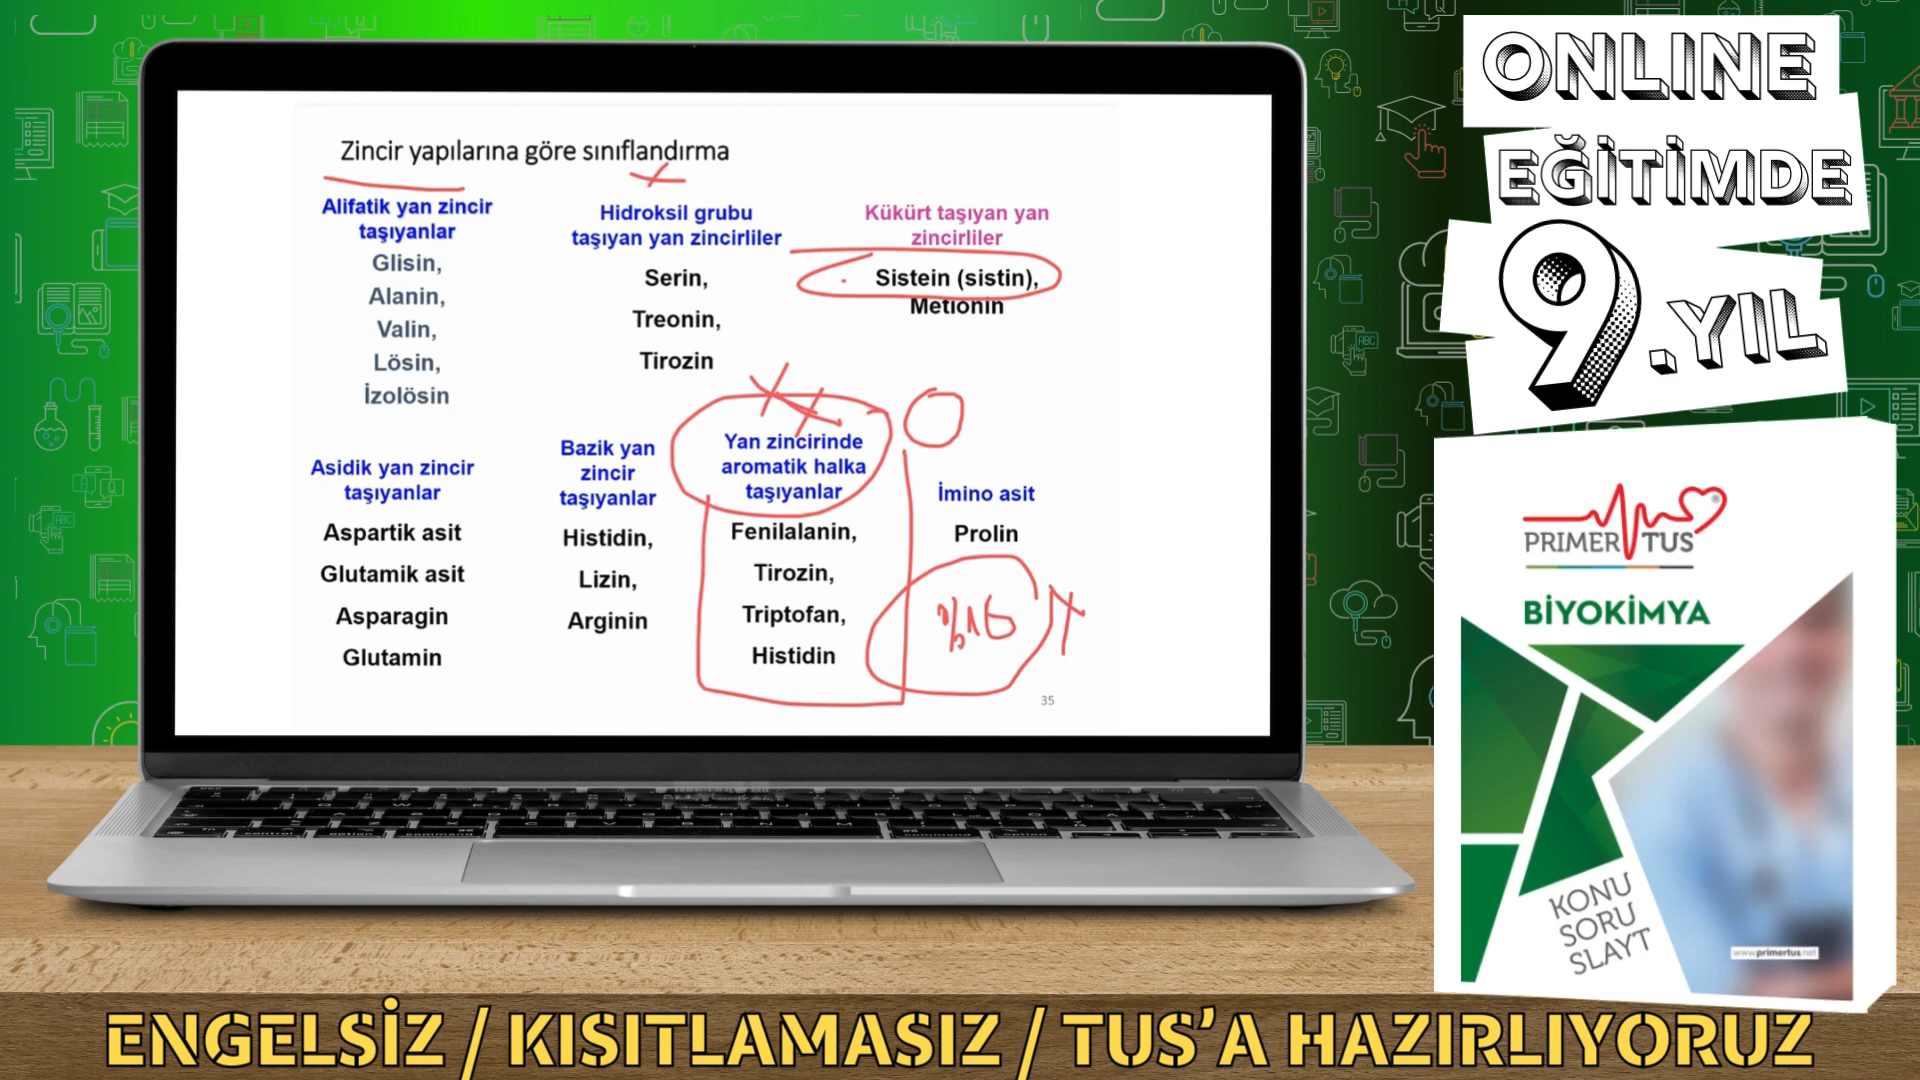 Zincir yapılarına göre sınıflandırma
Alifatik yan zincir
taşıyanlar
Glisin,
Alanin,
Valin,
Lösin,
İzolösin
Hidroksil grubu
taşıyan yan zincirliler
Serin,
Treonin,
Tirozin
Kükürt taşıyan yan
zincirliler
Sistein (sistin),
Metionin
Asidik yan zincir
taşıyanlar
Aspartik asit
Glutamik asit
Asparagin
Glutamin
Bazik yan
zincir
taşıyanlar
Histidin,
Lizin,
Arginin
Yan zincirinde
aromatik halka
taşıyanlar
Fenilalanin,
Tirozin,
Triptofan,
Histidin
İmino asit
Prolin
%16
35
ONLINE
EĞİTİMDE
9.YIL
PRIMER TUS
®
BİYOKİMYA
KONU
SORU
SLAYT
www.primertus.net
ENGELSİZ / KISITLAMASIZ / TUS'A HAZIRLIYORUZ